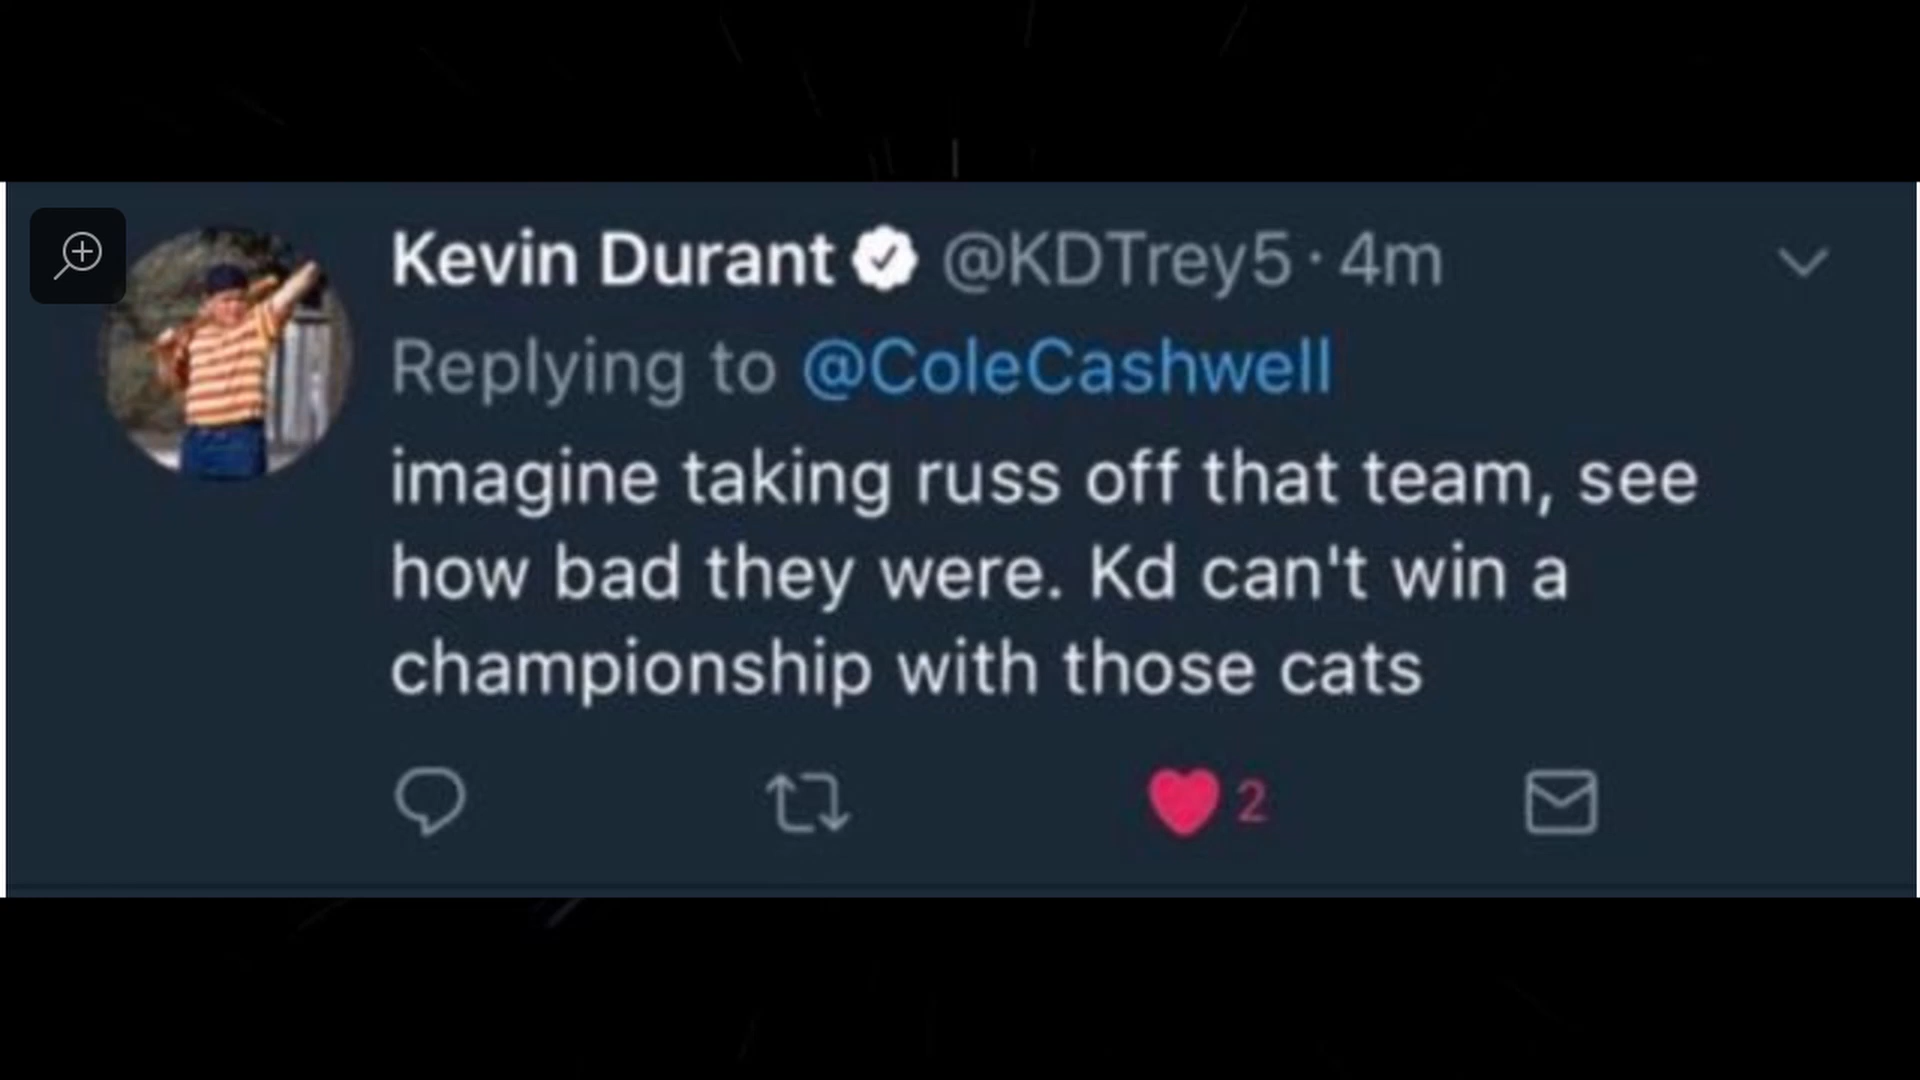 Kevin Durant @KDTrey5 · 4m
Replying to @ColeCashwell
imagine taking russ off that team, see
how bad they were. Kd can't win a
championship with those cats
2